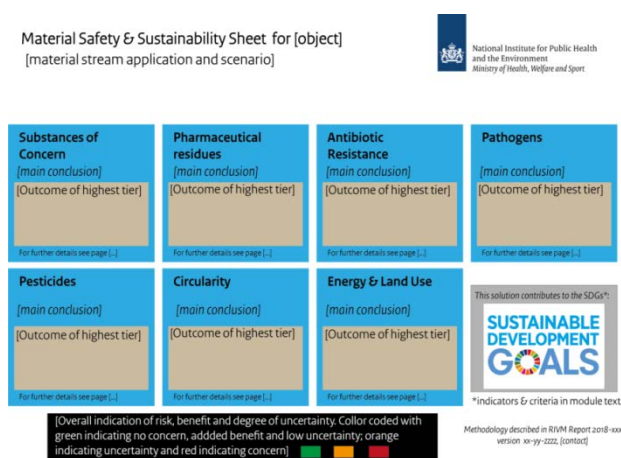 Material Safety & Sustainability Sheet for [object]
[material stream application and scenario]
National Institute for Public Health
and the Environment
Ministry of Health, Welfare and Sport
Substances of
Concern
[main conclusion]
[Outcome of highest tier]
For further details see page [...]
Pharmaceutical
residues
[main conclusion]
[Outcome of highest tier]
For further details see page [...]
Antibiotic
Resistance
[main conclusion]
[Outcome of highest tier]
For further details see page [...]
Pathogens
[main conclusion]
[Outcome of highest tier]
For further details see page [...]
Pesticides
[main conclusion]
[Outcome of highest tier]
For further details see page [...]
Circularity
[main conclusion]
[Outcome of highest tier]
For further details see page [...]
Energy & Land Use
[main conclusion]
[Outcome of highest tier]
For further details see page [...]
This solution contributes to the SDGs*:
SUSTAINABLE
DEVELOPMENT
GOALS
*indicators & criteria in module text
[Overall indication of risk, benefit and degree of uncertainty. Collor coded with
green indicating no concern, addded benefit and low uncertainty; orange
indicating uncertainty and red indicating concern]
Methodology described in RIVM Report 2018-xxx
version xx-yy-zzzz, [contact]